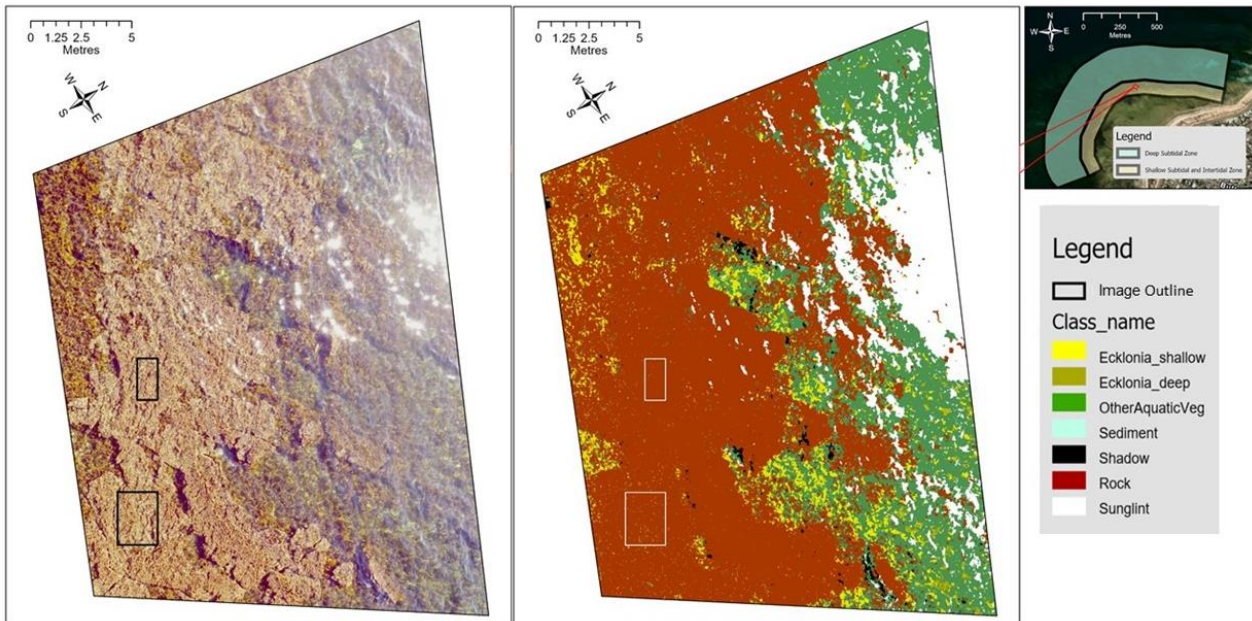 0 1.25 2.5 5
Metres
N
W
E
S
0 1.25 2.5 5
Metres
N
W
E
S
N
W E
S
0 250 500
Metres
Legend
Deep Subtidal Zone
Shallow Subtidal and Intertidal Zone
Legend
Image Outline
Class_name
Ecklonia_shallow
Ecklonia_deep
OtherAquaticVeg
Sediment
Shadow
Rock
Sunglint